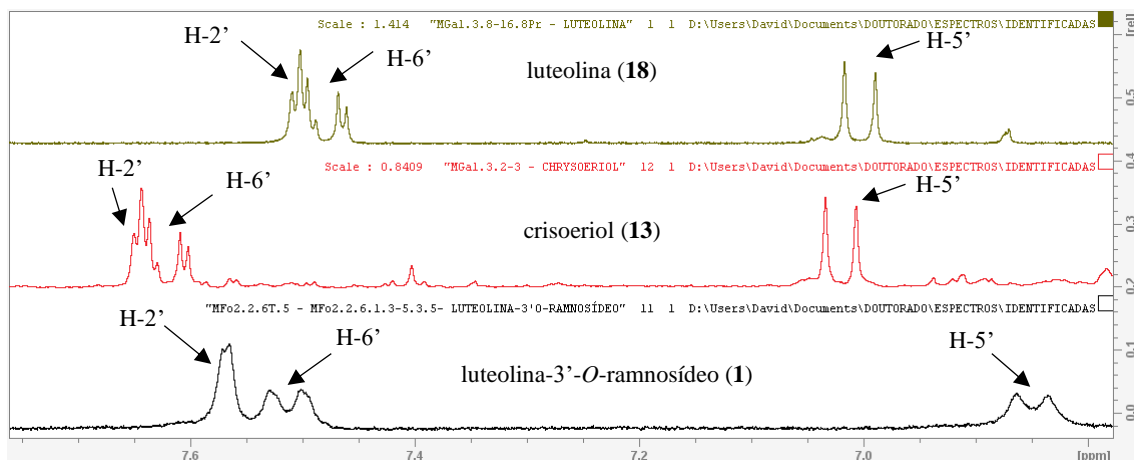 Scale : 1.414 "MGal.3.8-16.8Pr - LUTEOLINA" 1 1 D:\Users\David\Documents\DOUTORADO\ESPECTROS\IDENTIFICADAS
[rel]
H-2’
H-6’
luteolina (18)
H-5’
0.5
0.4
Scale : 0.8409 "MGal.3.2-3 - CHRYSOERIOL" 12 1 D:\Users\David\Documents\DOUTORADO\ESPECTROS\IDENTIFICADAS
H-2’
H-6’
crisoeriol (13)
H-5’
0.3
0.2
"MFo2.2.6T.5 - MFo2.2.6.1.3-5.3.5- LUTEOLINA-3'O-RAMNOSÍDEO" 11 1 D:\Users\David\Documents\DOUTORADO\ESPECTROS\IDENTIFICADAS
H-2’
H-6’
luteolina-3’-O-ramnosídeo (1)
H-5’
0.1
0.0
7.6 7.4 7.2 7.0 [ppm]